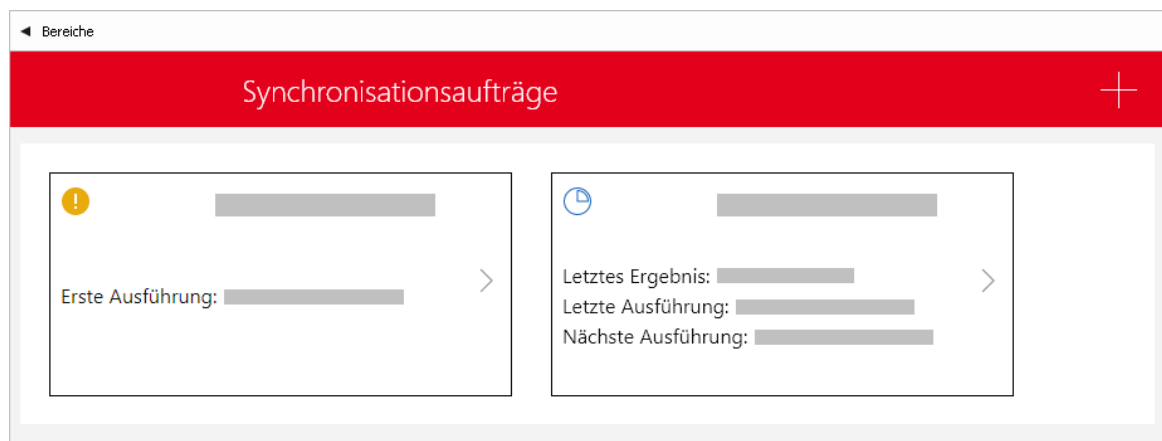 Bereiche
Synchronisationsaufträge
Erste Ausführung:
Letztes Ergebnis:
Letzte Ausführung:
Nächste Ausführung: